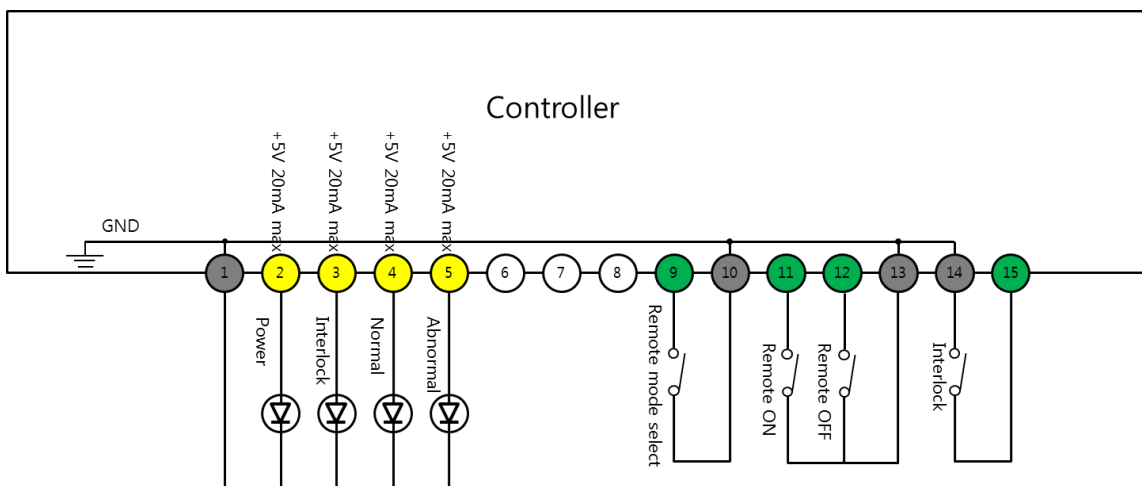 Controller
+5V 20mA max
+5V 20mA max
+5V 20mA max
+5V 20mA max
GND
1
2
3
4
5
6
7
8
9
10
11
12
13
14
15
Power
Interlock
Normal
Abnormal
Remote mode select
Remote ON
Remote OFF
Interlock